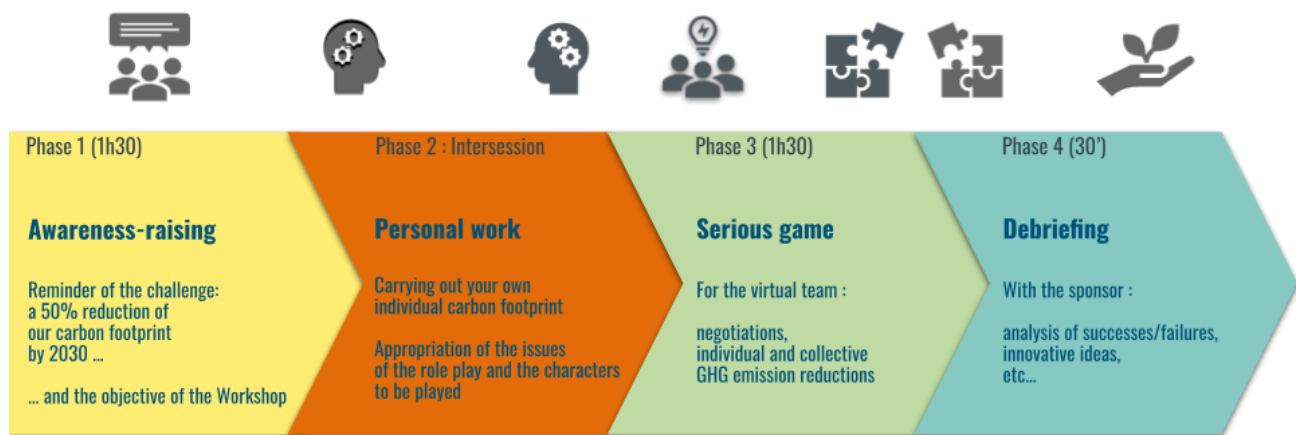 Phase 1 (1h30)
Awareness-raising
Reminder of the challenge:
a 50% reduction of
our carbon footprint
by 2030 ...
... and the objective of the Workshop
Phase 2 : Intersession
Personal work
Carrying out your own
individual carbon footprint
Appropriation of the issues
of the role play and the characters
to be played
Phase 3 (1h30)
Serious game
For the virtual team :
negotiations,
individual and collective
GHG emission reductions
Phase 4 (30’)
Debriefing
With the sponsor :
analysis of successes/failures,
innovative ideas,
etc...